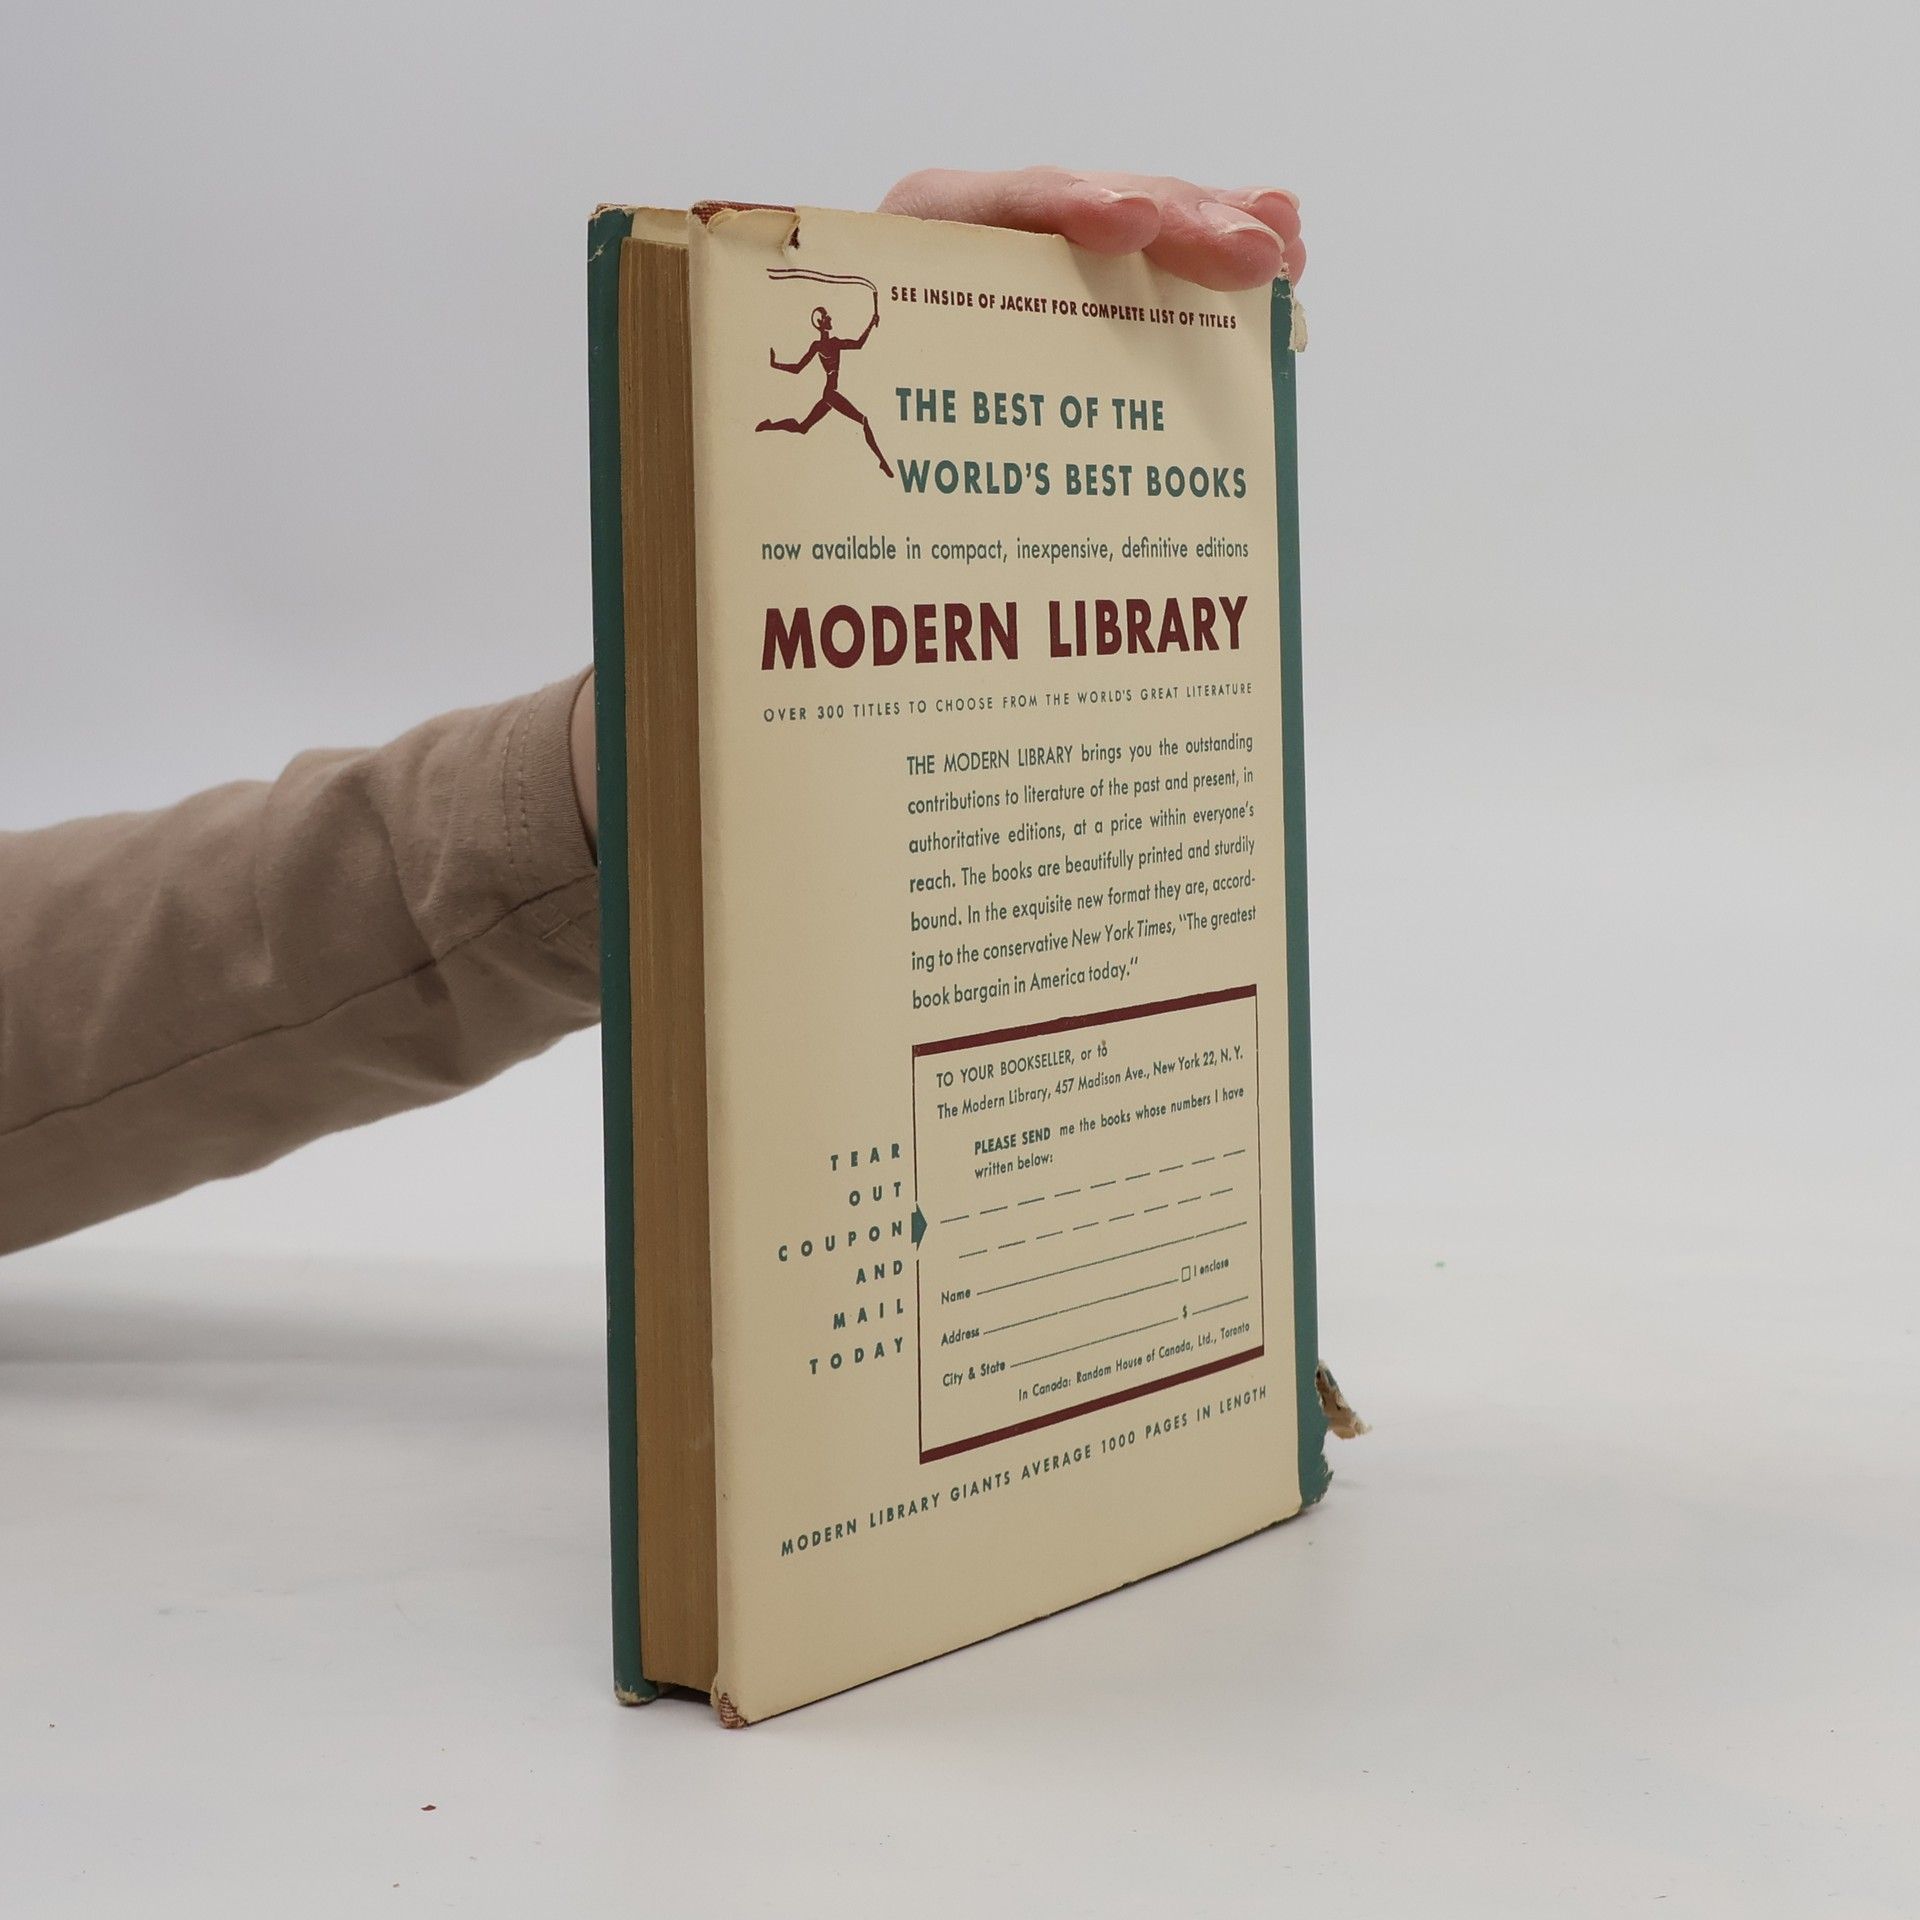 SEE INSIDE OF JACKET FOR COMPLETE LIST OF TITLES
THE BEST OF THE
WORLD'S BEST BOOKS
now available in compact, inexpensive, definitive editions
MODERN LIBRARY
OVER 300 TITLES TO CHOOSE FROM THE WORLD'S GREAT LITERATURE
THE MODERN LIBRARY brings you the outstanding
contributions to literature of the past and present, in
authoritative editions, at a price within everyone's
reach. The books are beautifully printed and sturdily
bound. In the exquisite new format they are, accord-
ing to the conservative New York Times, "The greatest
book bargain in America today."
TEAR
OUT
COUPON
AND
MAIL
TODAY
TO YOUR BOOKSELLER, or to
The Modern Library, 457 Madison Ave., New York 22, N. Y.
PLEASE SEND me the books whose numbers I have
written below:
Name
I enclose
Address
$
City & State
In Canada: Random House of Canada, Ltd., Toronto
MODERN LIBRARY GIANTS AVERAGE 1000 PAGES IN LENGTH